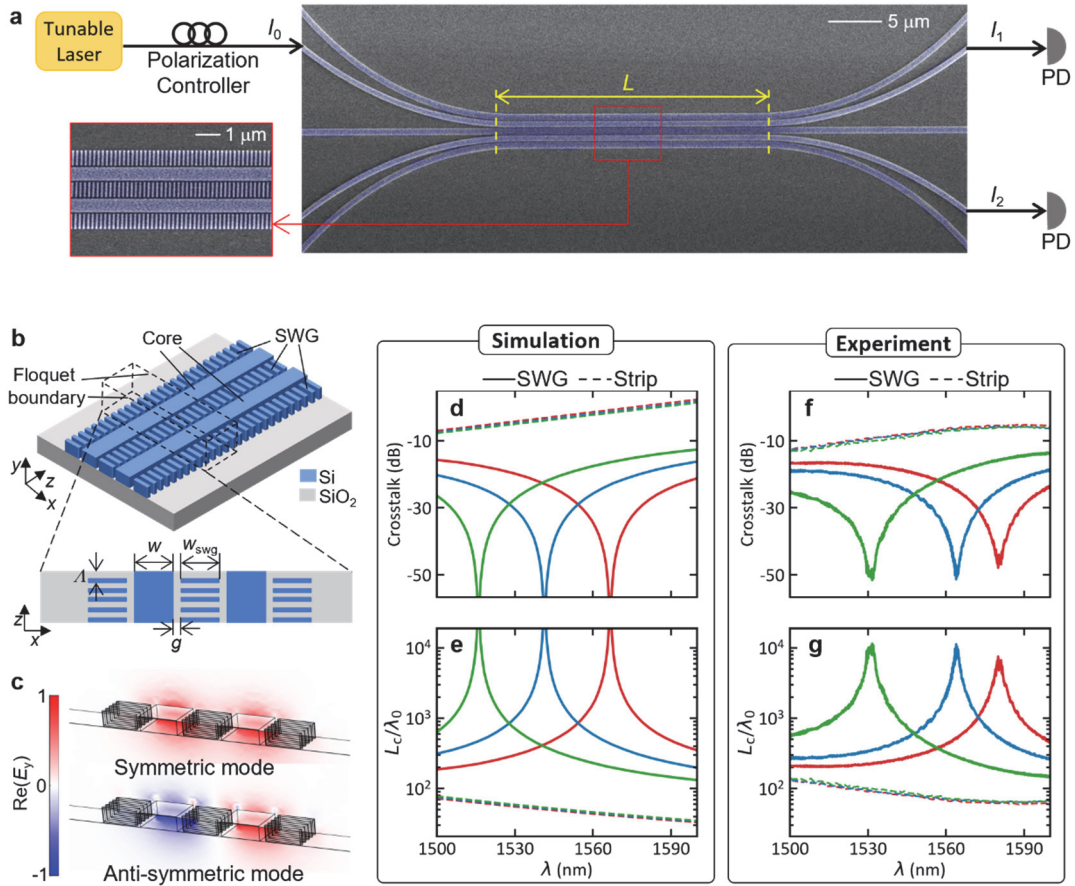 a
Tunable
Laser
Polarization
Controller
I0
5 μm
L
I1
PD
I2
PD
1 μm
b
Core
SWG
Floquet
boundary
y
z
x
Si
SiO2
w
wswg
Λ
z
x
g
c
1
0
-1
Re(Ey)
Symmetric mode
Anti-symmetric mode
Simulation
SWG
Strip
d
Crosstalk (dB)
-10
-30
-50
e
Lc/λ0
10^4
10^3
10^2
1500
1530
1560
1590
λ (nm)
Experiment
SWG
Strip
f
Crosstalk (dB)
-10
-30
-50
g
Lc/λ0
10^4
10^3
10^2
1500
1530
1560
1590
λ (nm)